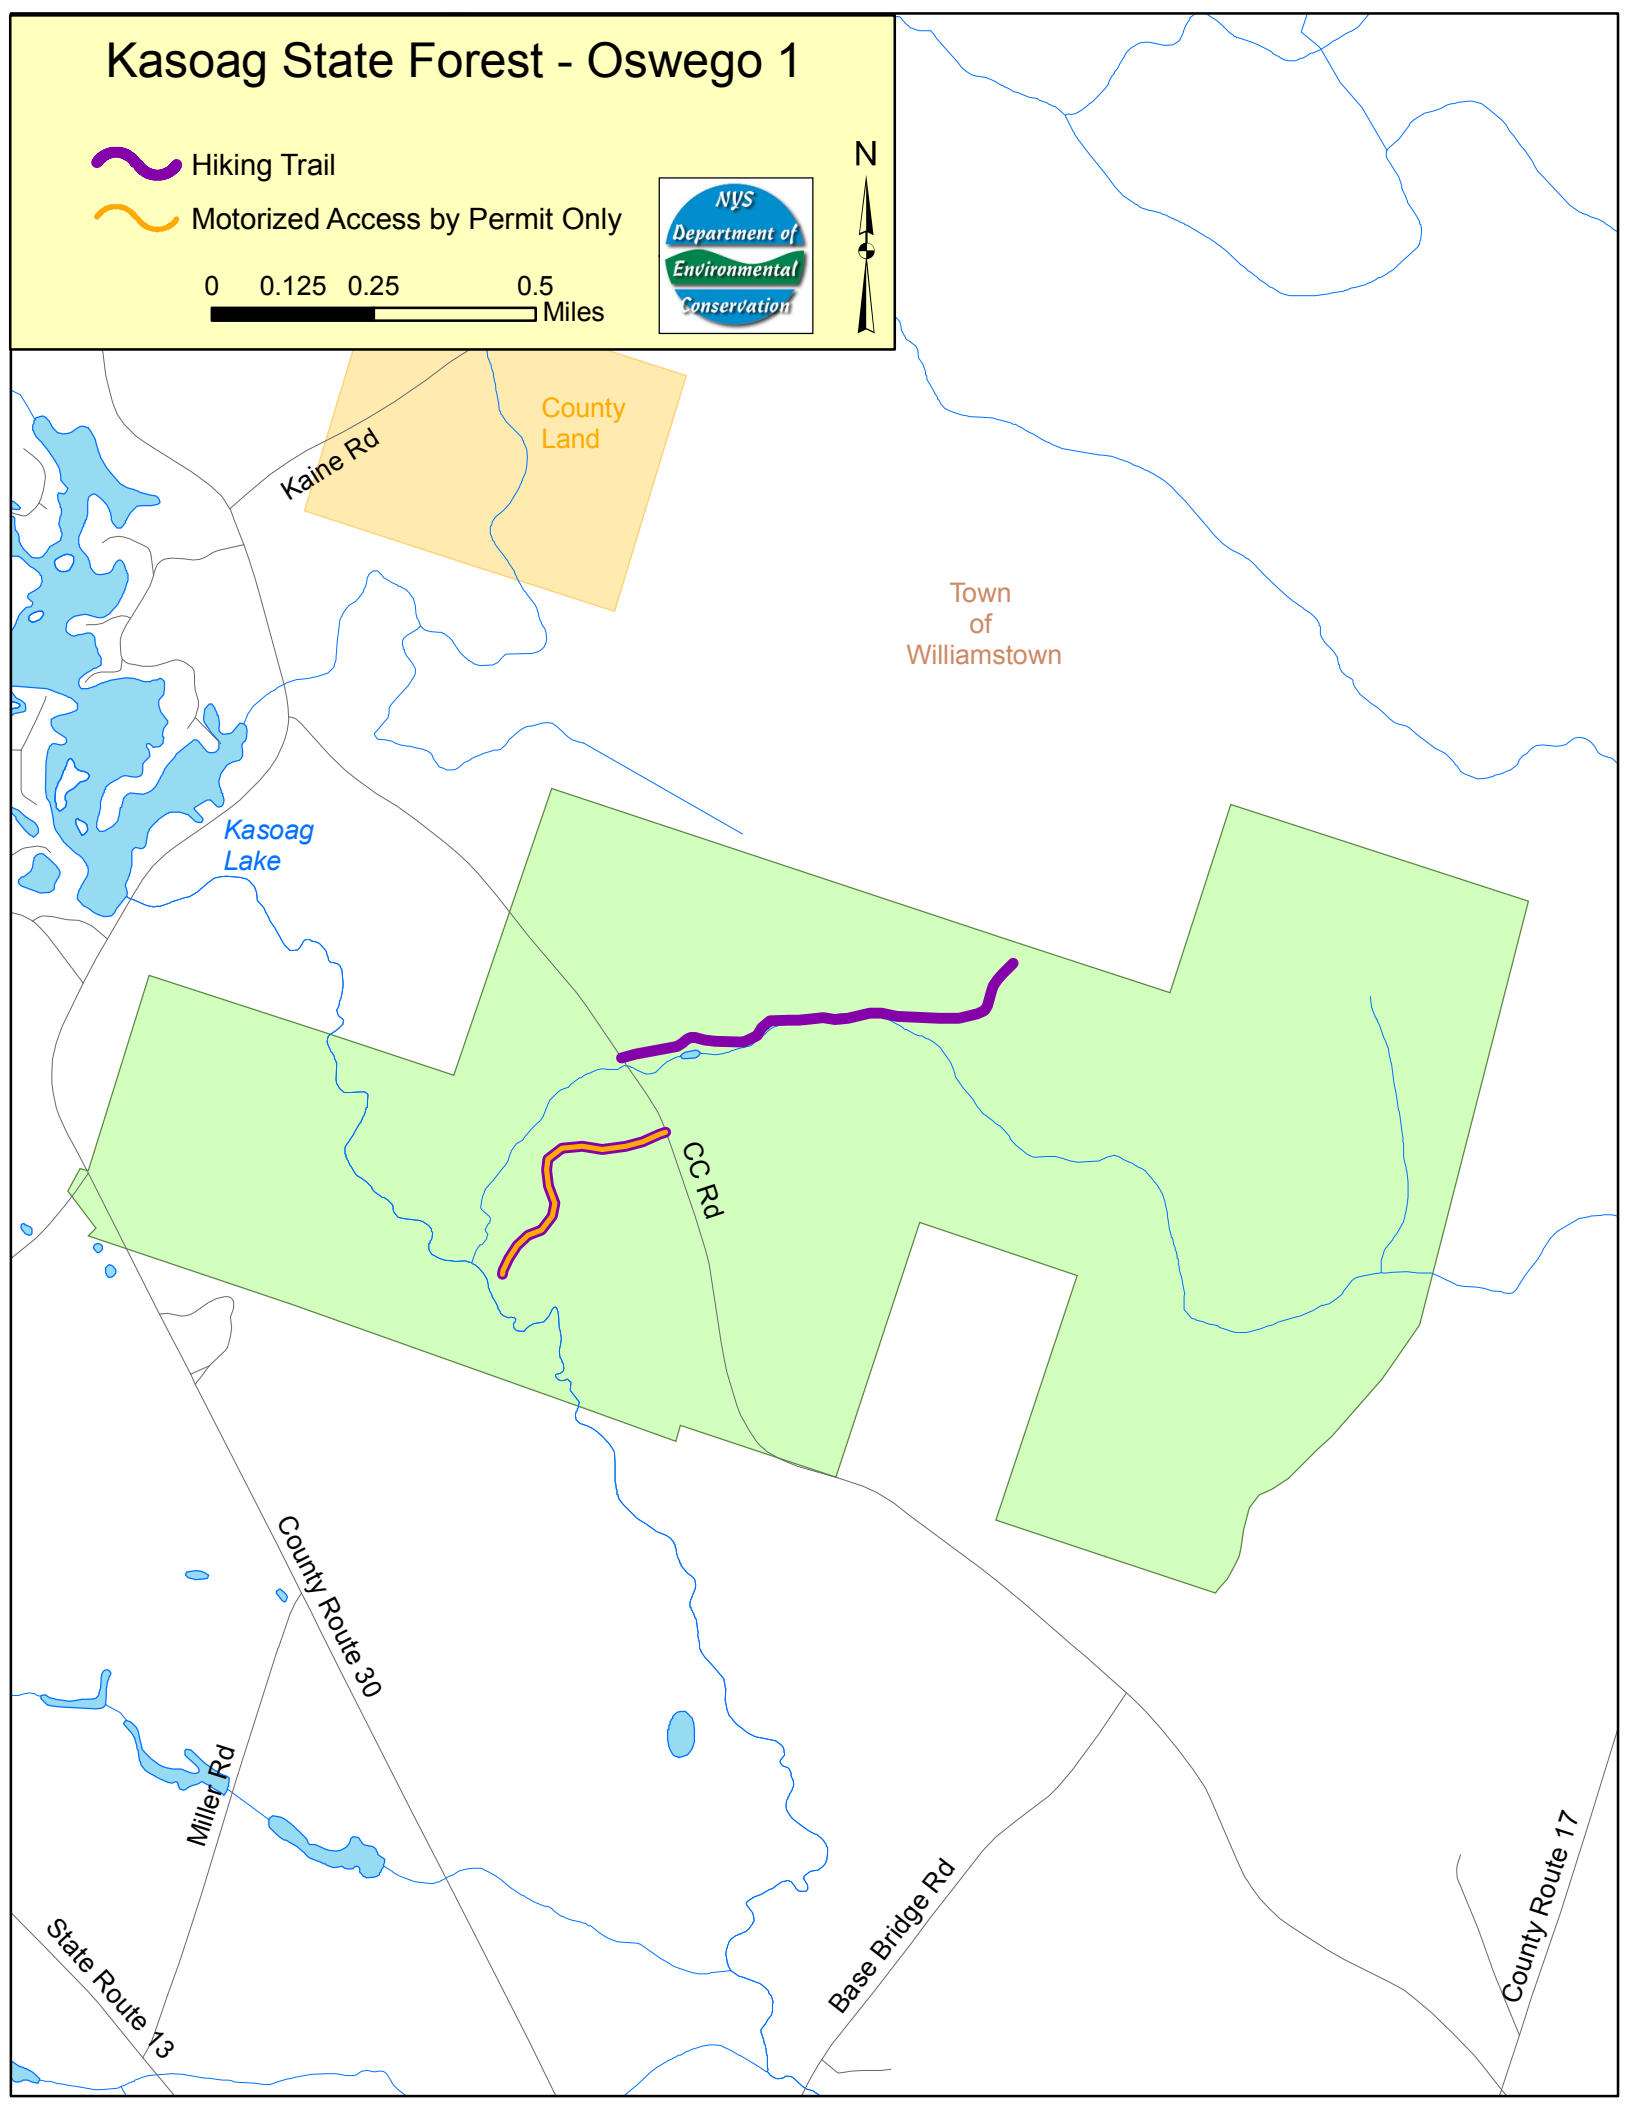 Kasoag State Forest - Oswego 1
Hiking Trail
Motorized Access by Permit Only
0 0.125 0.25 0.5
Miles
NYS
Department of
Environmental
Conservation
N
County
Land
Kaine Rd
Town
of
Williamstown
Kasoag
Lake
CC Rd
County Route 30
Miller Rd
State Route 13
Base Bridge Rd
County Route 17